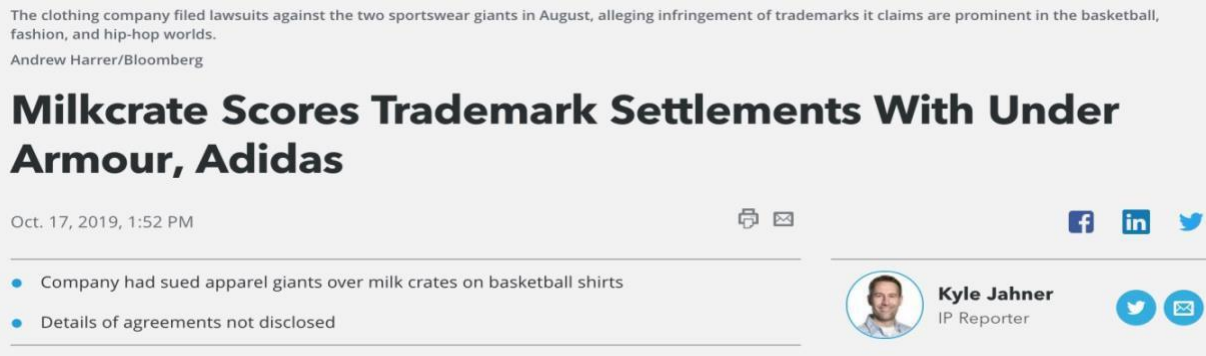 The clothing company filed lawsuits against the two sportswear giants in August, alleging infringement of trademarks it claims are prominent in the basketball,
fashion, and hip-hop worlds.
Andrew Harrer/Bloomberg
Milkcrate Scores Trademark Settlements With Under
Armour, Adidas
Oct. 17, 2019, 1:52 PM
in
Company had sued apparel giants over milk crates on basketball shirts
Details of agreements not disclosed
Kyle Jahner
IP Reporter